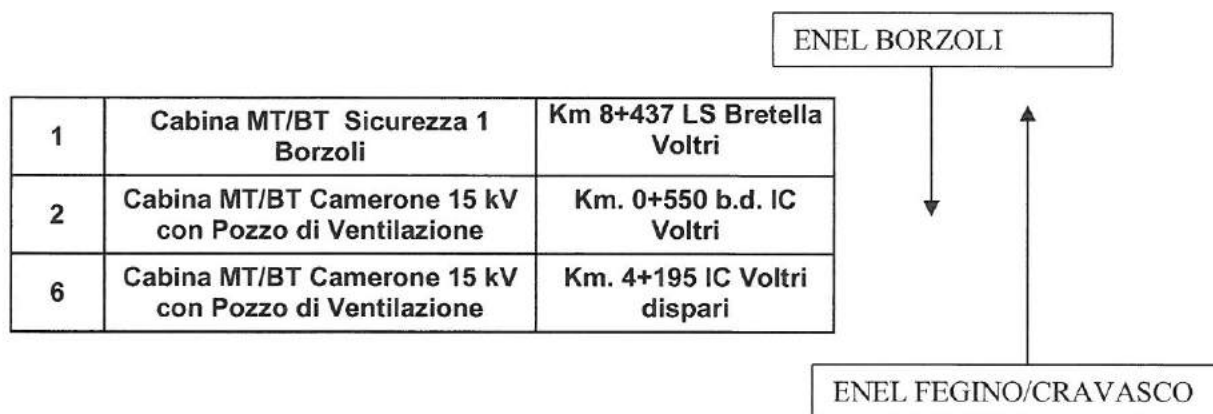 ENEL BORZOLI
1
Cabina MT/BT Sicurezza 1
Borzoli
Km 8+437 LS Bretella
Voltri
2
Cabina MT/BT Camerone 15 kV
con Pozzo di Ventilazione
Km. 0+550 b.d. IC
Voltri
6
Cabina MT/BT Camerone 15 kV
con Pozzo di Ventilazione
Km. 4+195 IC Voltri
dispari
ENEL FEGINO/CRAVASCO